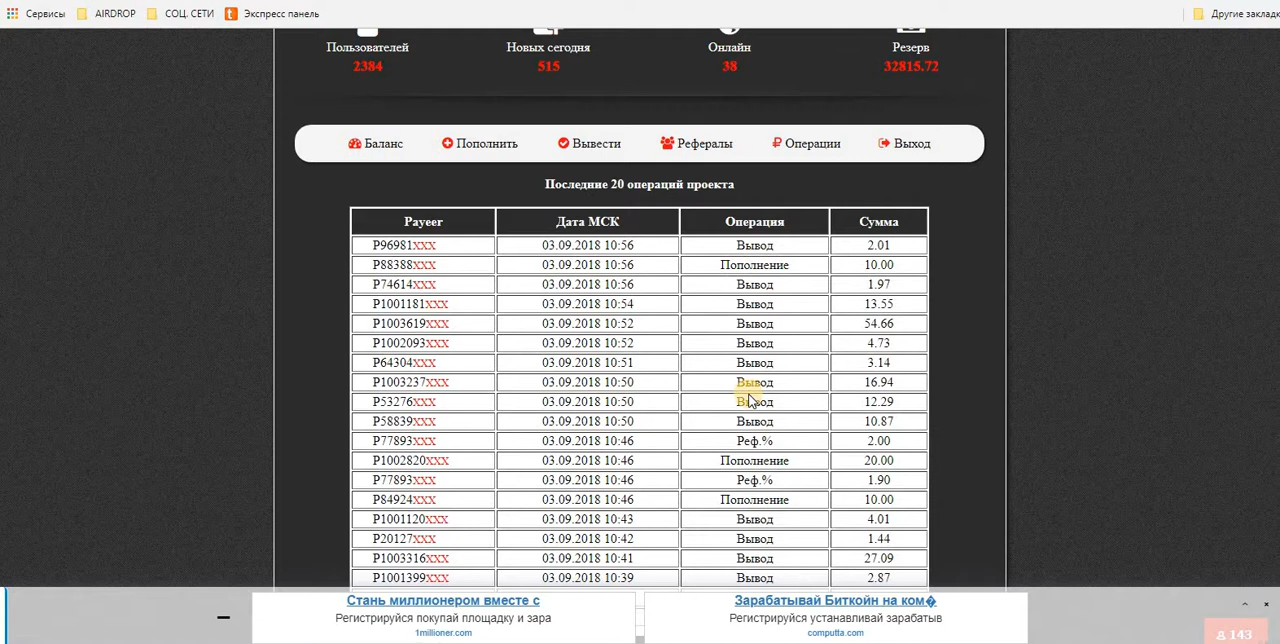 Сервисы AIRDROP СОЦ. СЕТИ Экспресс панель Другие закладк
Пользователей Новых сегодня Онлайн Резерв
2384 515 38 32815.72
Баланс Пополнить Вывести Рефералы Операции Выход
Последние 20 операций проекта
Payeer Дата МСК Операция Сумма
P96981XXX 03.09.2018 10:56 Вывод 2.01
P88388XXX 03.09.2018 10:56 Пополнение 10.00
P74614XXX 03.09.2018 10:56 Вывод 1.97
P1001181XXX 03.09.2018 10:54 Вывод 13.55
P1003619XXX 03.09.2018 10:52 Вывод 54.66
P1002093XXX 03.09.2018 10:52 Вывод 4.73
P64304XXX 03.09.2018 10:51 Вывод 3.14
P1003237XXX 03.09.2018 10:50 Вывод 16.94
P53276XXX 03.09.2018 10:50 Вывод 12.29
P58839XXX 03.09.2018 10:50 Вывод 10.87
P77893XXX 03.09.2018 10:46 Реф.% 2.00
P1002820XXX 03.09.2018 10:46 Пополнение 20.00
P77893XXX 03.09.2018 10:46 Реф.% 1.90
P84924XXX 03.09.2018 10:46 Пополнение 10.00
P1001120XXX 03.09.2018 10:43 Вывод 4.01
P20127XXX 03.09.2018 10:42 Вывод 1.44
P1003316XXX 03.09.2018 10:41 Вывод 27.09
P1001399XXX 03.09.2018 10:39 Вывод 2.87
Стань миллионером вместе с
Регистрируйся покупай площадку и зара
1millioner.com
Зарабатывай Биткойн на ком�
Регистрируйся устанавливай зарабатыв
computta.com
143